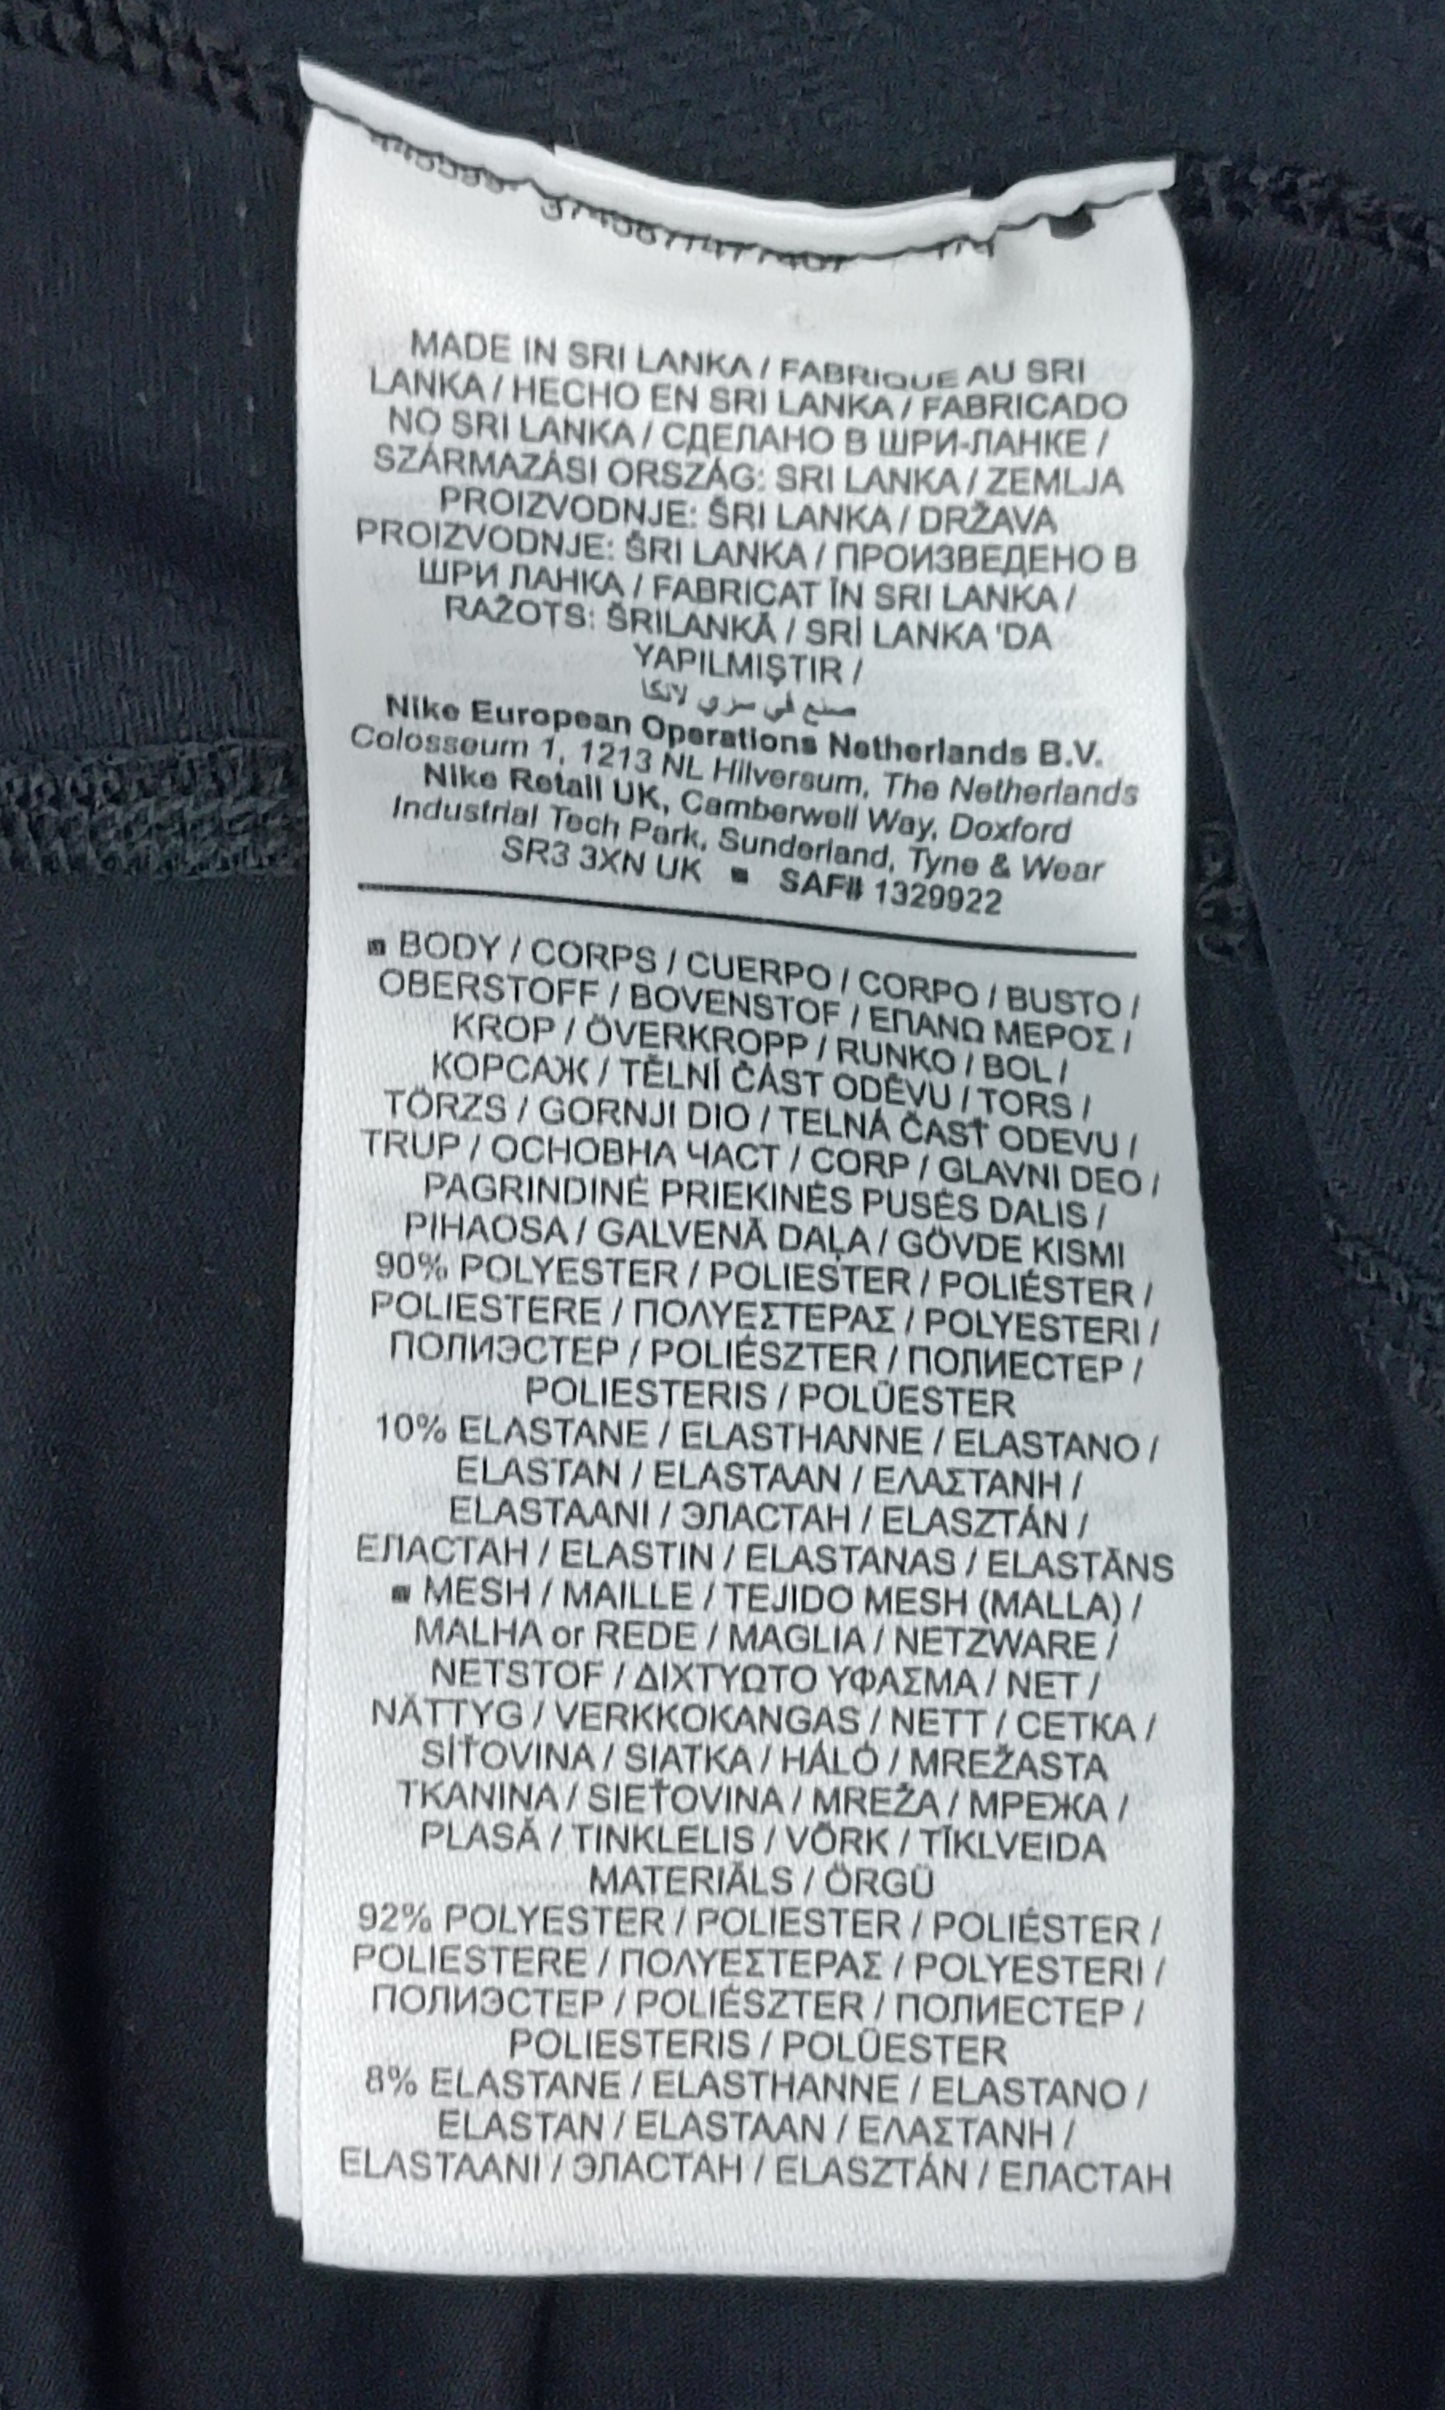 MADE IN SRI LANKA / FABRIQUE AU SRI
LANKA / HECHO EN SRI LANKA / FABRICADO
NO SRI LANKA / СДЕЛАНО В ШРИ-ЛАНКЕ /
SZÁRMAZÁSI ORSZÁG: SRI LANKA / ZEMLJA
PROIZVODNJE: ŠRI LANKA / DRŽAVA
PROIZVODNJE: ŠRI LANKA / ПРОИЗВЕДЕНО В
ШРИ ЛАНКА / FABRICAT ÎN SRI LANKA /
RAŽOTS: ŠRILANKĀ / SRİ LANKA 'DA
YAPILMIŞTIR /
صنع في سري لانكا
Nike European Operations Netherlands B.V.
Colosseum 1, 1213 NL Hilversum, The Netherlands
Nike Retail UK, Camberwell Way, Doxford
Industrial Tech Park, Sunderland, Tyne & Wear
SR3 3XN UK ■ SAF# 1329922
■ BODY / CORPS / CUERPO / CORPO / BUSTO /
OBERSTOFF / BOVENSTOF / ΕΠΑΝΩ ΜΕΡΟΣ /
KROP / ÖVERKROPP / RUNKO / BOL /
КОРСАЖ / TĚLNÍ ČÁST ODĚVU / TORS /
TÖRZS / GORNJI DIO / TELNÁ ČASŤ ODEVU /
TRUP / ОСНОВНА ЧАСТ / CORP / GLAVNI DEO /
PAGRINDINĖ PRIEKINĖS PUSĖS DALIS /
PIHAOSA / GALVENĀ DAĻA / GÖVDE KISMI
90% POLYESTER / POLIESTER / POLIÉSTER /
POLIESTERE / ΠΟΛΥΕΣΤΕΡΑΣ / POLYESTERI /
ПОЛИЭСТЕР / POLIÉSZTER / ПОЛИЕСТЕР /
POLIESTERIS / POLÜESTER
10% ELASTANE / ELASTHANNE / ELASTANO /
ELASTAN / ELASTAAN / ΕΛΑΣΤΑΝΗ /
ELASTAANI / ЭЛАСТАН / ELASZTÁN /
ЕЛАСТАН / ELASTIN / ELASTANAS / ELASTĀNS
■ MESH / MAILLE / TEJIDO MESH (MALLA) /
MALHA or REDE / MAGLIA / NETZWARE /
NETSTOF / ΔΙΧΤΥΩΤΟ ΥΦΑΣΜΑ / NET /
NÄTTYG / VERKKOKANGAS / NETT / СЕТКА /
SÍŤOVINA / SIATKA / HÁLÓ / MREŽASTA
TKANINA / SIEŤOVINA / MREŽA / МРЕЖА /
PLASĂ / TINKLELIS / VÕRK / TĪKLVEIDA
MATERIĀLS / ÖRGÜ
92% POLYESTER / POLIESTER / POLIÉSTER /
POLIESTERE / ΠΟΛΥΕΣΤΕΡΑΣ / POLYESTERI /
ПОЛИЭСТЕР / POLIÉSZTER / ПОЛИЕСТЕР /
POLIESTERIS / POLÜESTER
8% ELASTANE / ELASTHANNE / ELASTANO /
ELASTAN / ELASTAAN / ΕΛΑΣΤΑΝΗ /
ELASTAANI / ЭЛАСТАН / ELASZTÁN / ЕЛАСТАН